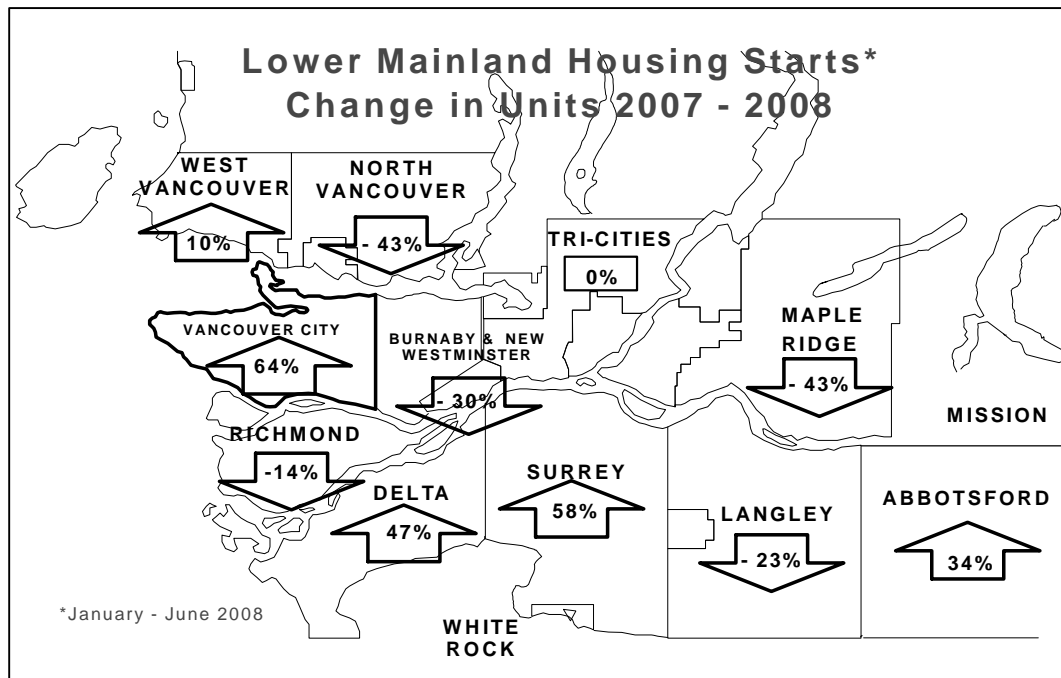 Lower Mainland Housing Starts*
Change in Units 2007 - 2008
WEST
VANCOUVER
10%
NORTH
VANCOUVER
- 43%
TRI-CITIES
0%
VANCOUVER CITY
64%
BURNABY & NEW
WESTMINSTER
- 30%
MAPLE
RIDGE
- 43%
MISSION
RICHMOND
-14%
DELTA
47%
SURREY
58%
LANGLEY
- 23%
ABBOTSFORD
34%
*January - June 2008
WHITE
ROCK